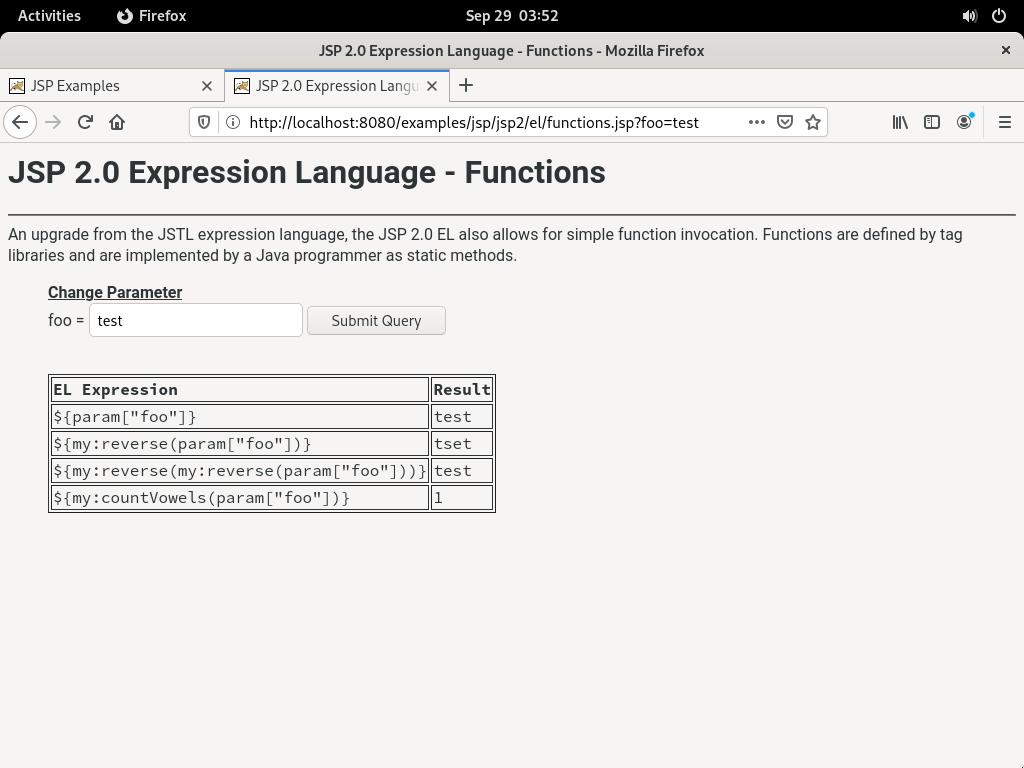 Activities Firefox Sep 29 03:52
JSP 2.0 Expression Language - Functions - Mozilla Firefox
JSP Examples JSP 2.0 Expression Langu
http://localhost:8080/examples/jsp/jsp2/el/functions.jsp?foo=test
JSP 2.0 Expression Language - Functions
An upgrade from the JSTL expression language, the JSP 2.0 EL also allows for simple function invocation. Functions are defined by tag
libraries and are implemented by a Java programmer as static methods.
Change Parameter
foo = test Submit Query
EL Expression Result
${param["foo"]} test
${my:reverse(param["foo"])} tset
${my:reverse(my:reverse(param["foo"]))} test
${my:countVowels(param["foo"])} 1